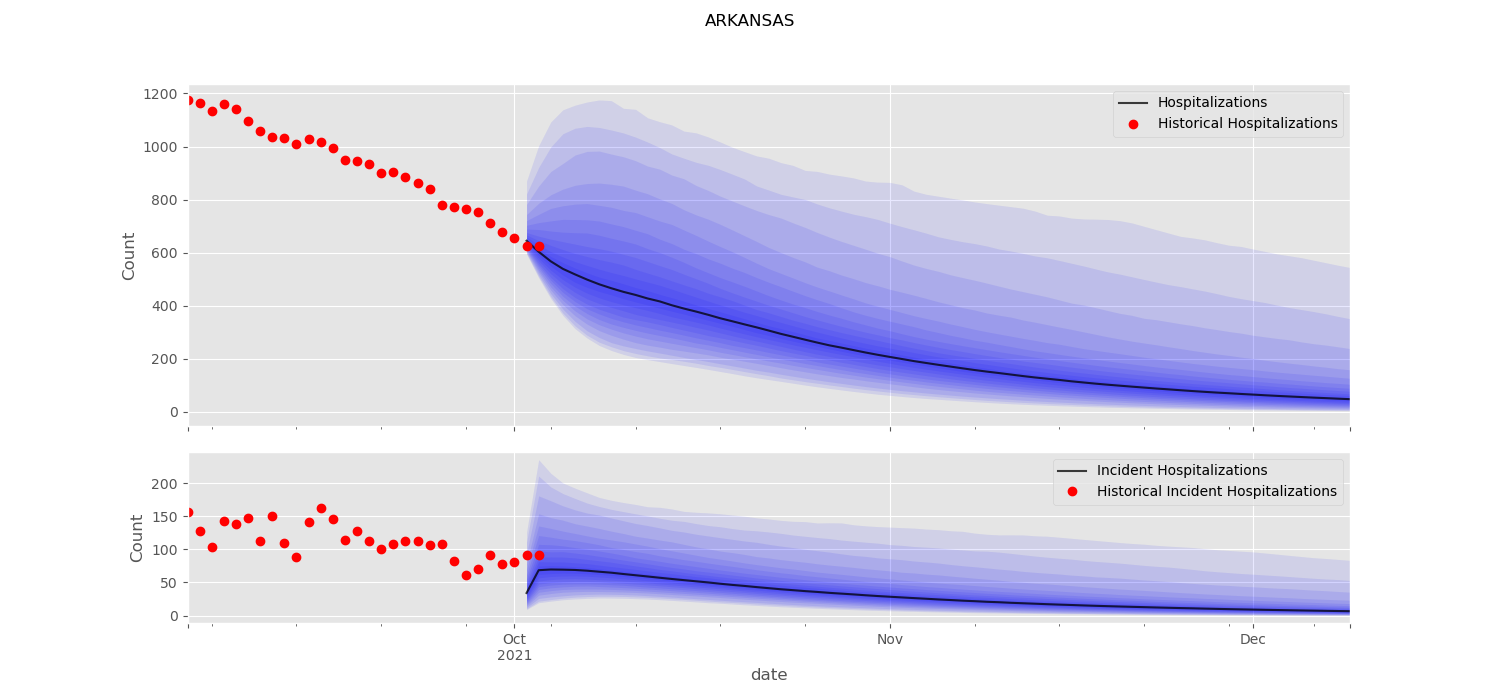 ARKANSAS
1200
1000
800
600
400
200
0
Count
Hospitalizations
Historical Hospitalizations
200
150
100
50
0
Count
Incident Hospitalizations
Historical Incident Hospitalizations
Oct
2021
Nov
Dec
date